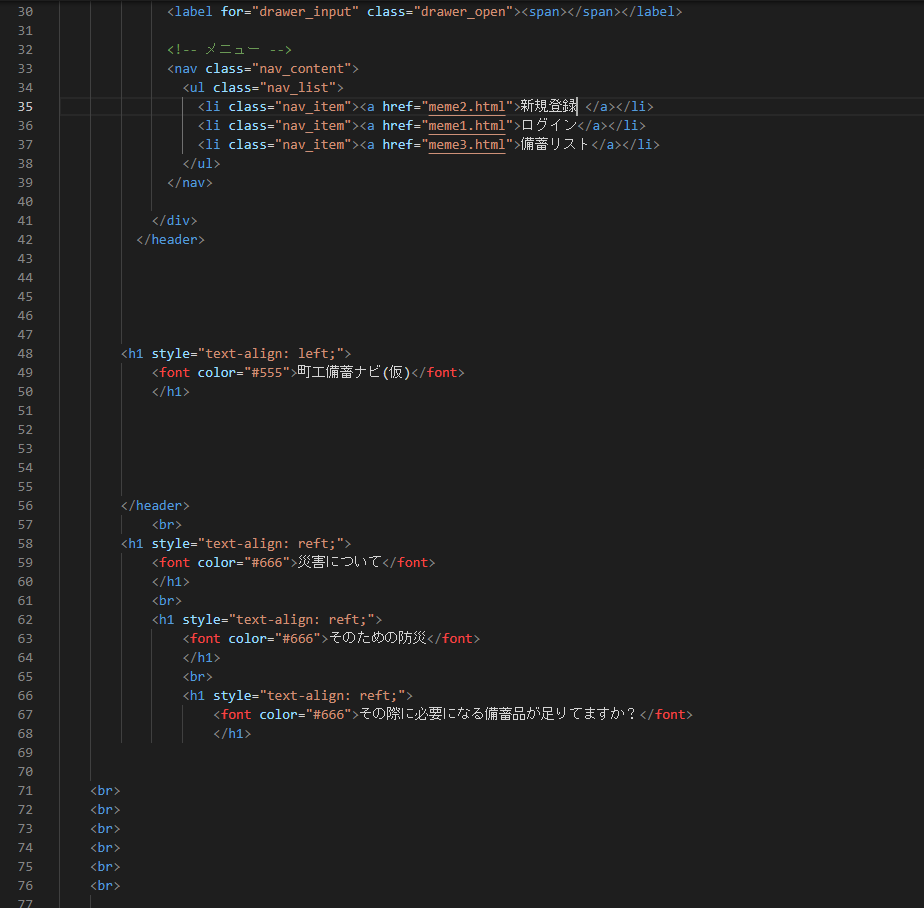 30 <label for="drawer_input" class="drawer_open"><span></span></label>
31
32 <!-- メニュー -->
33 <nav class="nav_content">
34 <ul class="nav_list">
35 <li class="nav_item"><a href="meme2.html">新規登録 </a></li>
36 <li class="nav_item"><a href="meme1.html">ログイン</a></li>
37 <li class="nav_item"><a href="meme3.html">備蓄リスト</a></li>
38 </ul>
39 </nav>
40
41 </div>
42 </header>
43
44
45
46
47
48 <h1 style="text-align: left;">
49 <font color="#555">町工備蓄ナビ(仮)</font>
50 </h1>
51
52
53
54
55
56 </header>
57 <br>
58 <h1 style="text-align: reft;">
59 <font color="#666">災害について</font>
60 </h1>
61 <br>
62 <h1 style="text-align: reft;">
63 <font color="#666">そのための防災</font>
64 </h1>
65 <br>
66 <h1 style="text-align: reft;">
67 <font color="#666">その際に必要になる備蓄品が足りてますか？</font>
68 </h1>
69
70
71 <br>
72 <br>
73 <br>
74 <br>
75 <br>
76 <br>
77